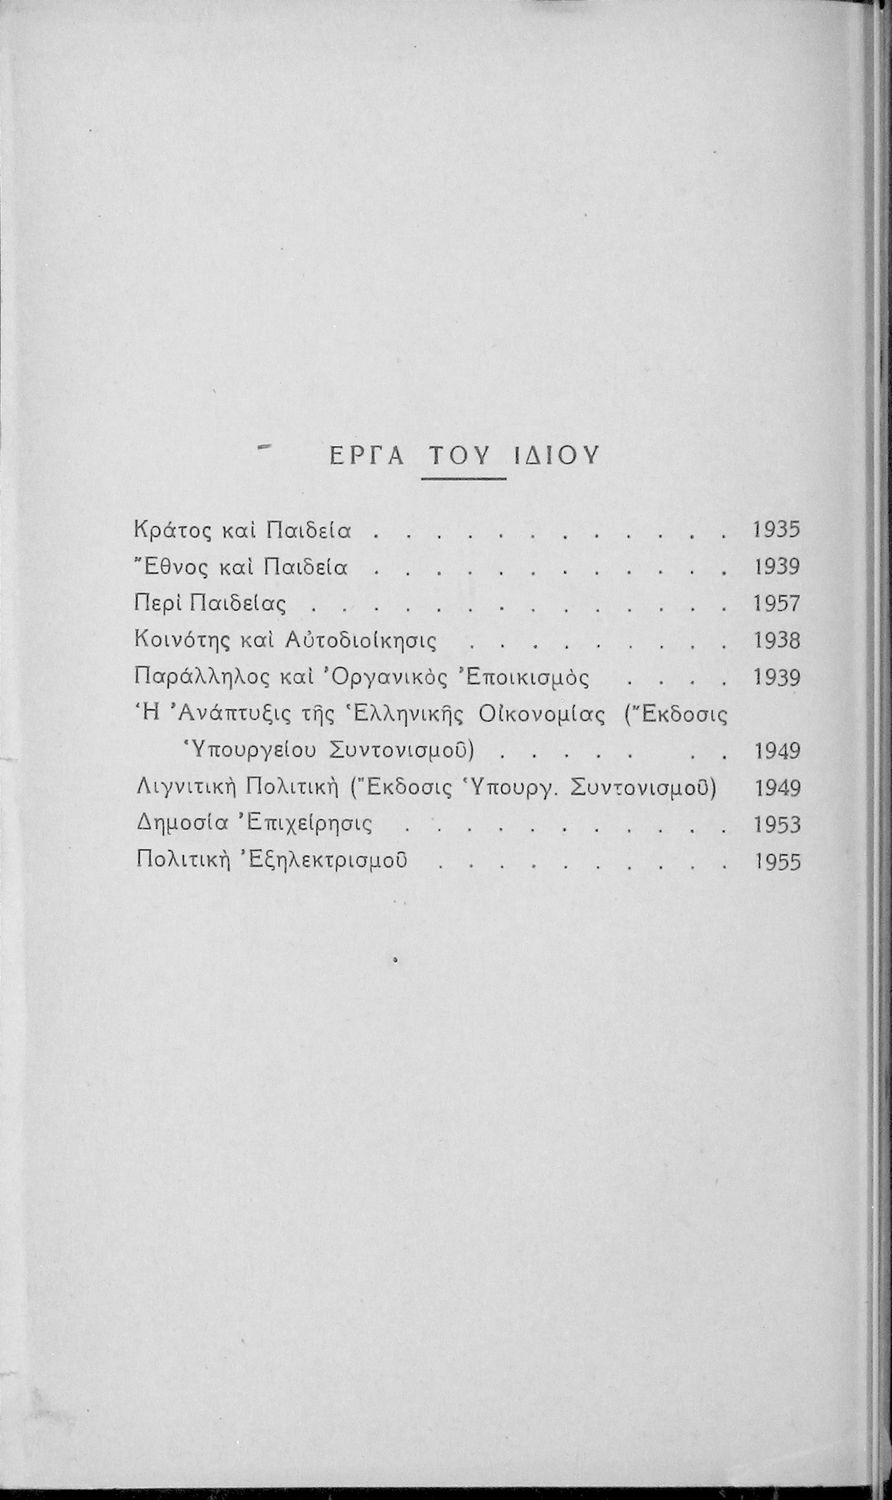 ΕΡΓΑ ΤΟΥ ΙΔΙΟΥ
Κράτος καὶ Παιδεία . . . . . . . . . . . . 1935
Ἔθνος καὶ Παιδεία . . . . . . . . . . . . 1939
Περὶ Παιδείας . . . . . . . . . . . . . . 1957
Κοινότης καὶ Αὐτοδιοίκησις . . . . . . . . . 1938
Παράλληλος καὶ Ὀργανικὸς Ἐποικισμὸς . . . . 1939
Ἡ Ἀνάπτυξις τῆς Ἑλληνικῆς Οἰκονομίας (Ἔκδοσις
Ὑπουργείου Συντονισμοῦ) . . . . . . . 1949
Λιγνιτικὴ Πολιτικὴ (Ἔκδοσις Ὑπουργ. Συντονισμοῦ) 1949
Δημοσία Ἐπιχείρησις . . . . . . . . . . . 1953
Πολιτικὴ Ἐξηλεκτρισμοῦ . . . . . . . . . . 1955